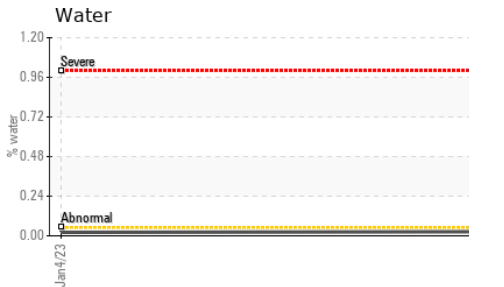 Water
1.20
Severe
0.96
0.72
% water
0.48
0.24
Abnormal
0.00
Jan4/23